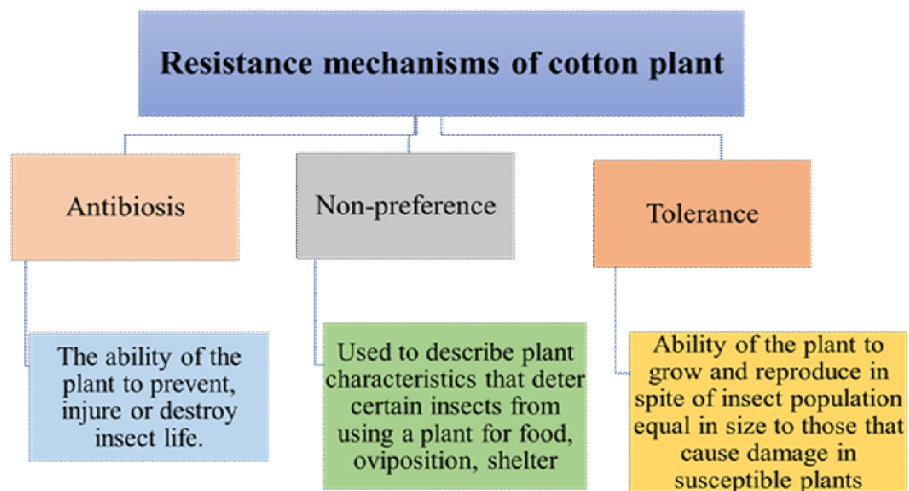 Resistance mechanisms of cotton plant
Antibiosis
Non-preference
Tolerance
The ability of the
plant to prevent,
injure or destroy
insect life.
Used to describe plant
characteristics that deter
certain insects from
using a plant for food,
oviposition, shelter
Ability of the plant to
grow and reproduce in
spite of insect population
equal in size to those that
cause damage in
susceptible plants